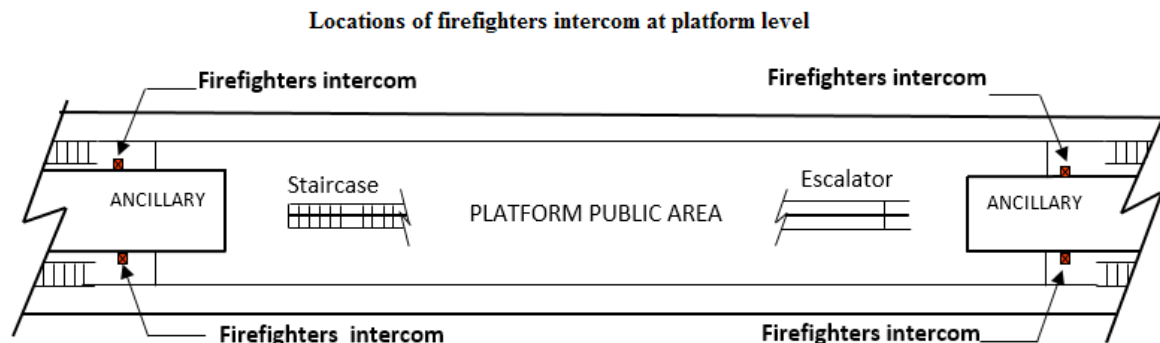 Locations of firefighters intercom at platform level
Firefighters intercom
Firefighters intercom
ANCILLARY
Staircase
PLATFORM PUBLIC AREA
Escalator
ANCILLARY
Firefighters intercom
Firefighters intercom